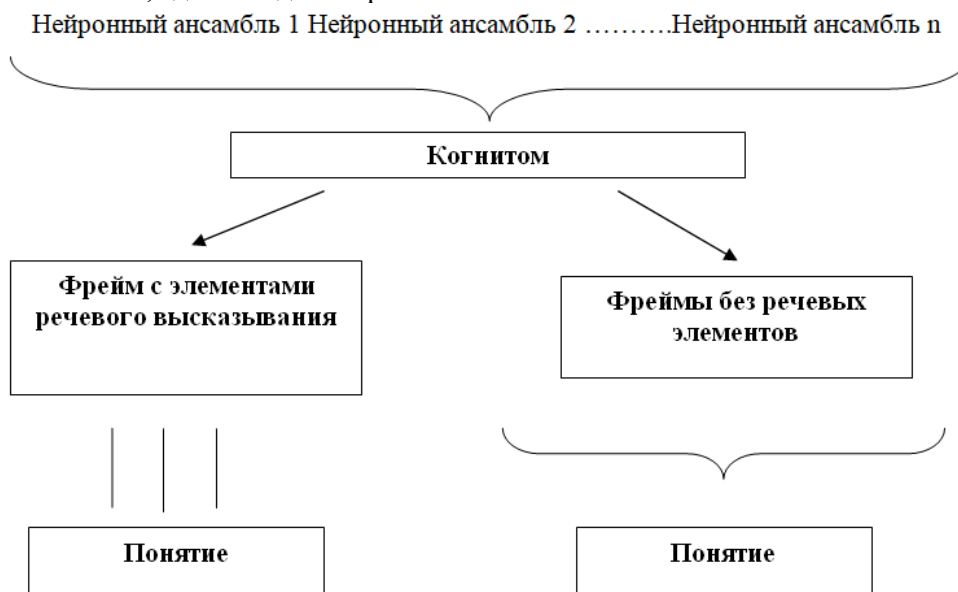 Нейронный ансамбль 1 Нейронный ансамбль 2 ……….Нейронный ансамбль n
Когнитом
Фрейм с элементами
речевого высказывания
Фреймы без речевых
элементов
Понятие
Понятие